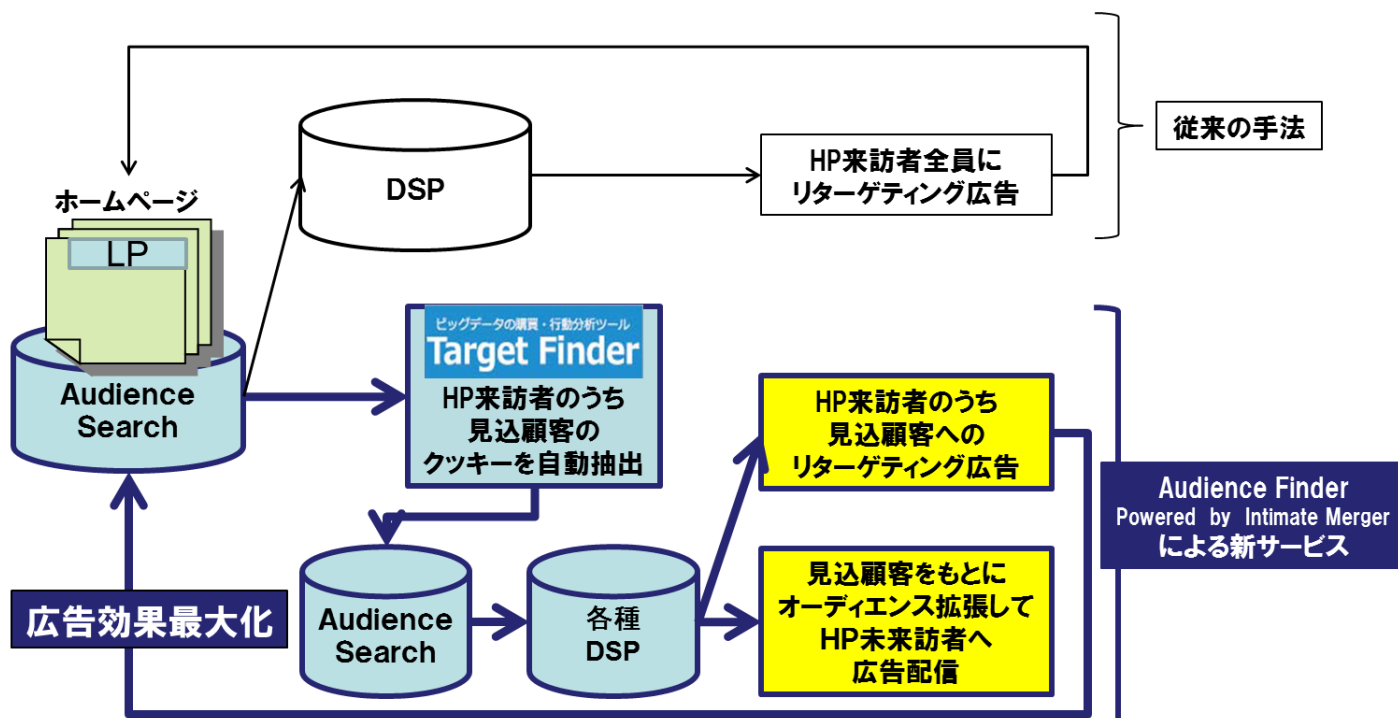 従来の手法
HP来訪者全員に
リターゲティング広告
DSP
ホームページ
LP
Audience
Search
ビッグデータの購買・行動分析ツール
Target Finder
HP来訪者のうち
見込顧客の
クッキーを自動抽出
HP来訪者のうち
見込顧客への
リターゲティング広告
Audience Finder
Powered by Intimate Merger
による新サービス
広告効果最大化
Audience
Search
各種
DSP
見込顧客をもとに
オーディエンス拡張して
HP未来訪者へ
広告配信